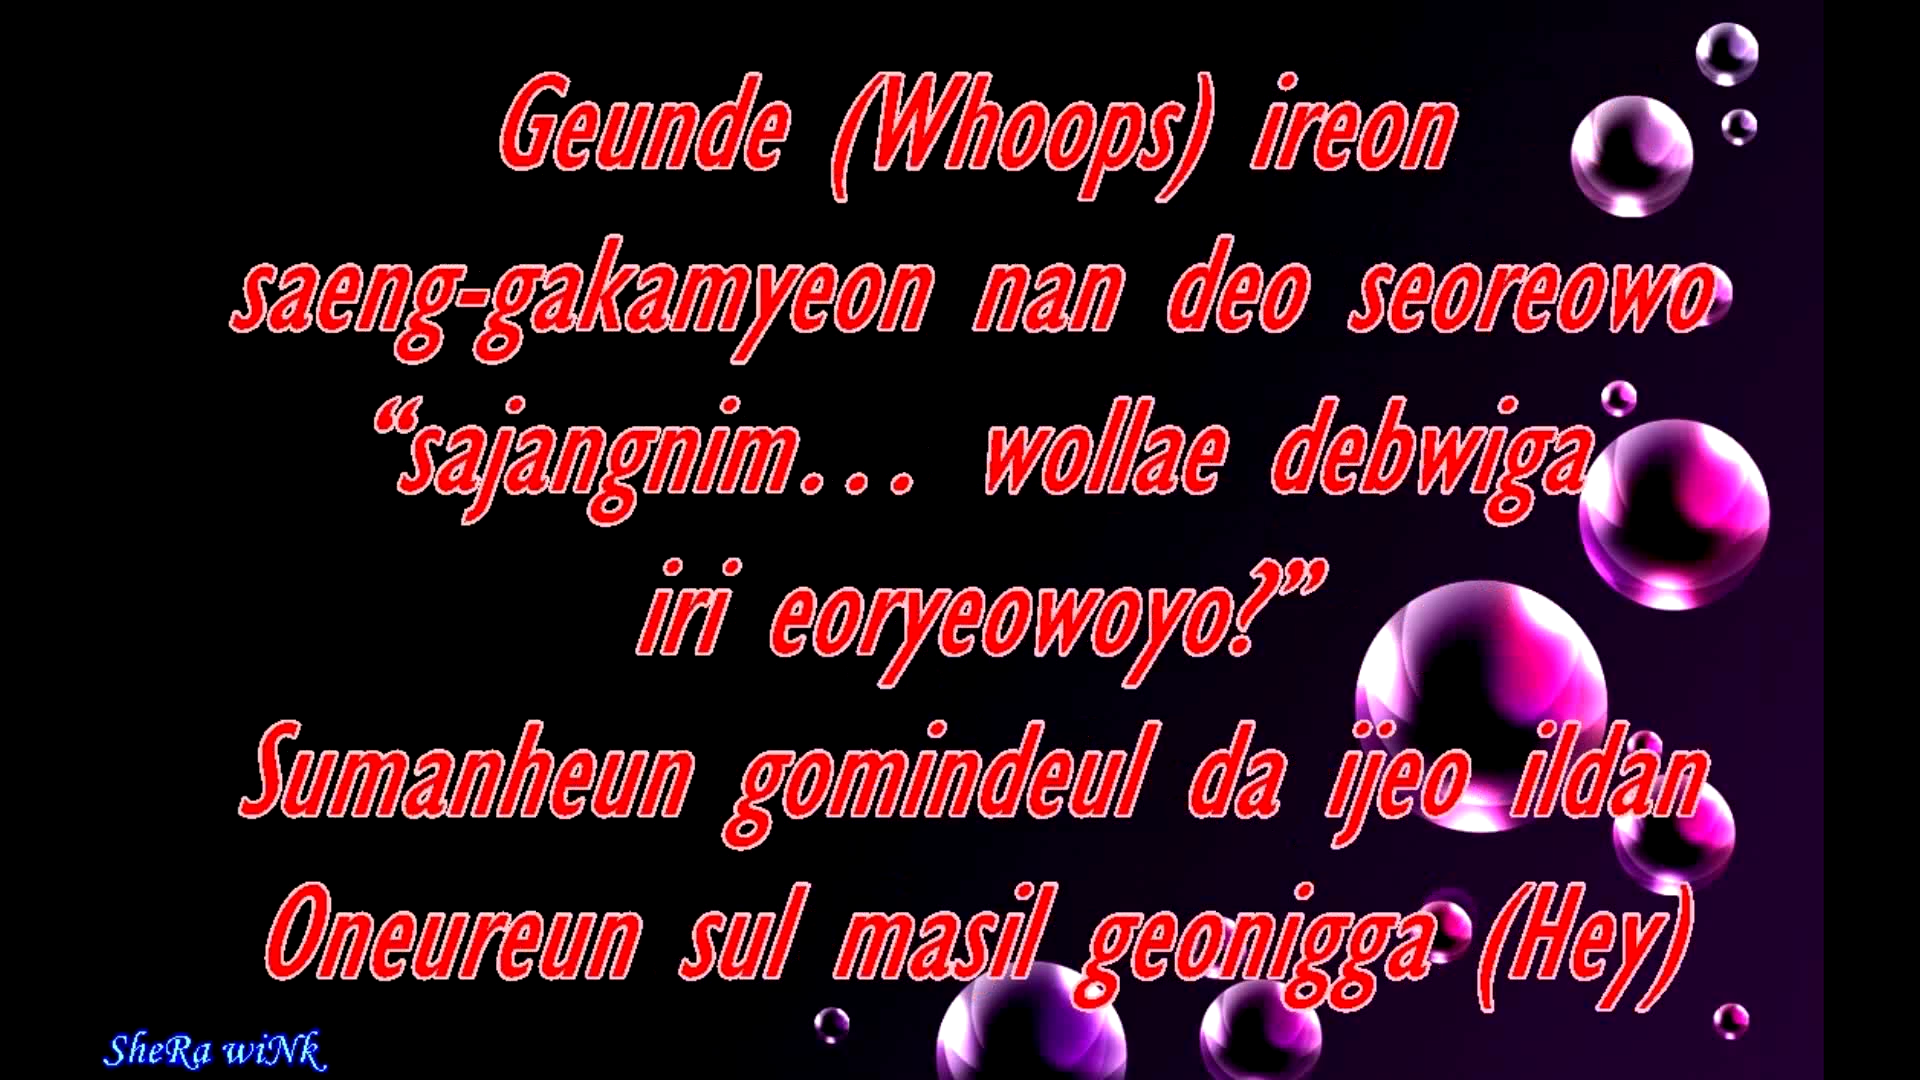 Geunde (Whoops) ireon
saeng-gakamyeon nan deo seoreowo
“sajangnim... wollae debwiga
iri eoryeowoyo?”
Sumanheun gomindeul da ijeo ildan
Oneureun sul masil geonigga (Hey)
SheRa wiNk